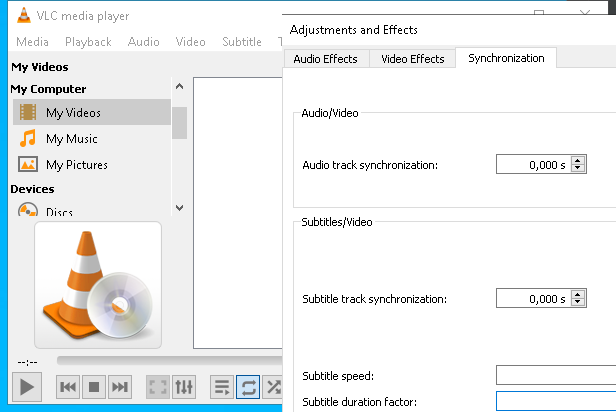 VLC media player
Media Playback Audio Video Subtitle
Adjustments and Effects
Audio Effects Video Effects Synchronization
My Videos
My Computer
My Videos
My Music
My Pictures
Devices
Discs
Audio/Video
Audio track synchronization: 0,000 s
Subtitles/Video
Subtitle track synchronization: 0,000 s
Subtitle speed:
Subtitle duration factor:
--:--